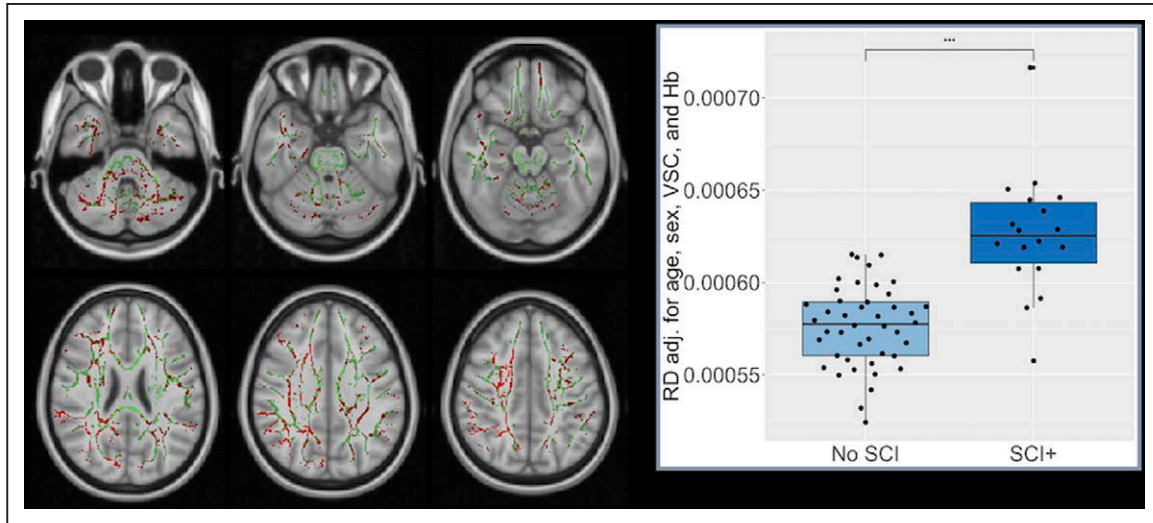 RD adj. for age, sex, VSC, and Hb
...
0.00070
0.00065
0.00060
0.00055
No SCI SCI+